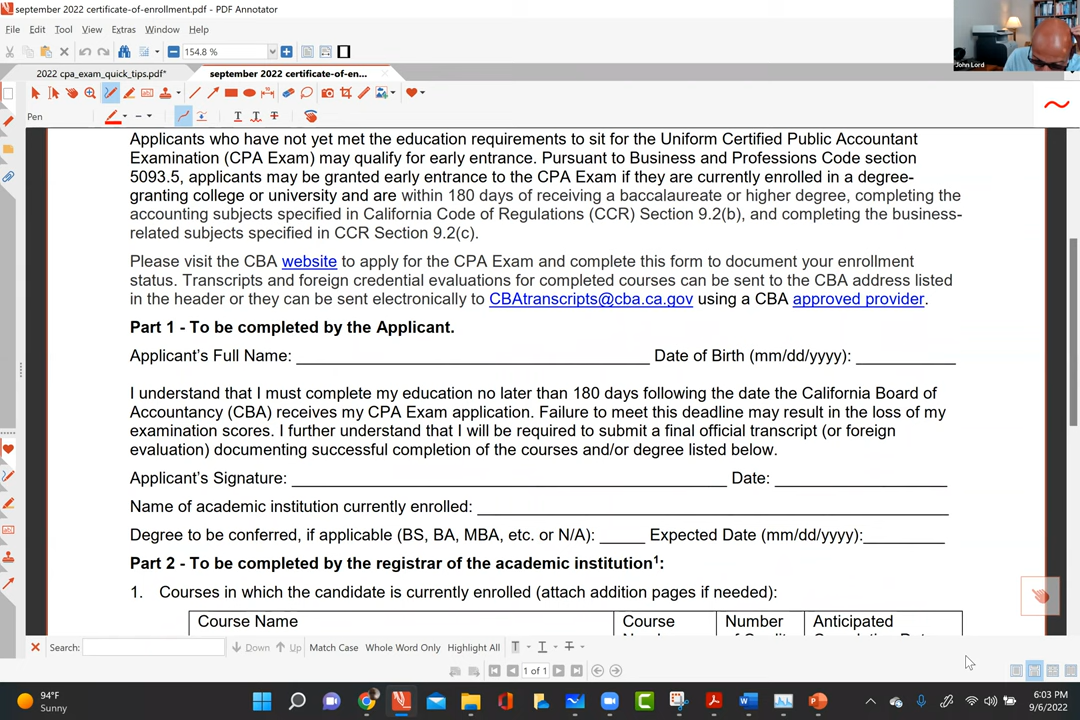 september 2022 certificate-of-enrollment.pdf - PDF Annotator
File Edit Tool View Extras Window Help
154.8 %
2022 cpa_exam_quick_tips.pdf*
september 2022 certificate-of-en...
Pen
John Lord
Applicants who have not yet met the education requirements to sit for the Uniform Certified Public Accountant
Examination (CPA Exam) may qualify for early entrance. Pursuant to Business and Professions Code section
5093.5, applicants may be granted early entrance to the CPA Exam if they are currently enrolled in a degree-
granting college or university and are within 180 days of receiving a baccalaureate or higher degree, completing the
accounting subjects specified in California Code of Regulations (CCR) Section 9.2(b), and completing the business-
related subjects specified in CCR Section 9.2(c).
Please visit the CBA website to apply for the CPA Exam and complete this form to document your enrollment
status. Transcripts and foreign credential evaluations for completed courses can be sent to the CBA address listed
in the header or they can be sent electronically to CBAtranscripts@cba.ca.gov using a CBA approved provider.
Part 1 - To be completed by the Applicant.
Applicant's Full Name: ____ Date of Birth (mm/dd/yyyy): ____
I understand that I must complete my education no later than 180 days following the date the California Board of
Accountancy (CBA) receives my CPA Exam application. Failure to meet this deadline may result in the loss of my
examination scores. I further understand that I will be required to submit a final official transcript (or foreign
evaluation) documenting successful completion of the courses and/or degree listed below.
Applicant's Signature: ____ Date: ____
Name of academic institution currently enrolled: ____
Degree to be conferred, if applicable (BS, BA, MBA, etc. or N/A): ____ Expected Date (mm/dd/yyyy): ____
Part 2 - To be completed by the registrar of the academic institution1:
1. Courses in which the candidate is currently enrolled (attach addition pages if needed):
Course Name Course Number Anticipated
Search: Down Up Match Case Whole Word Only Highlight All
1 of 1
94°F
Sunny
6:03 PM
9/6/2022